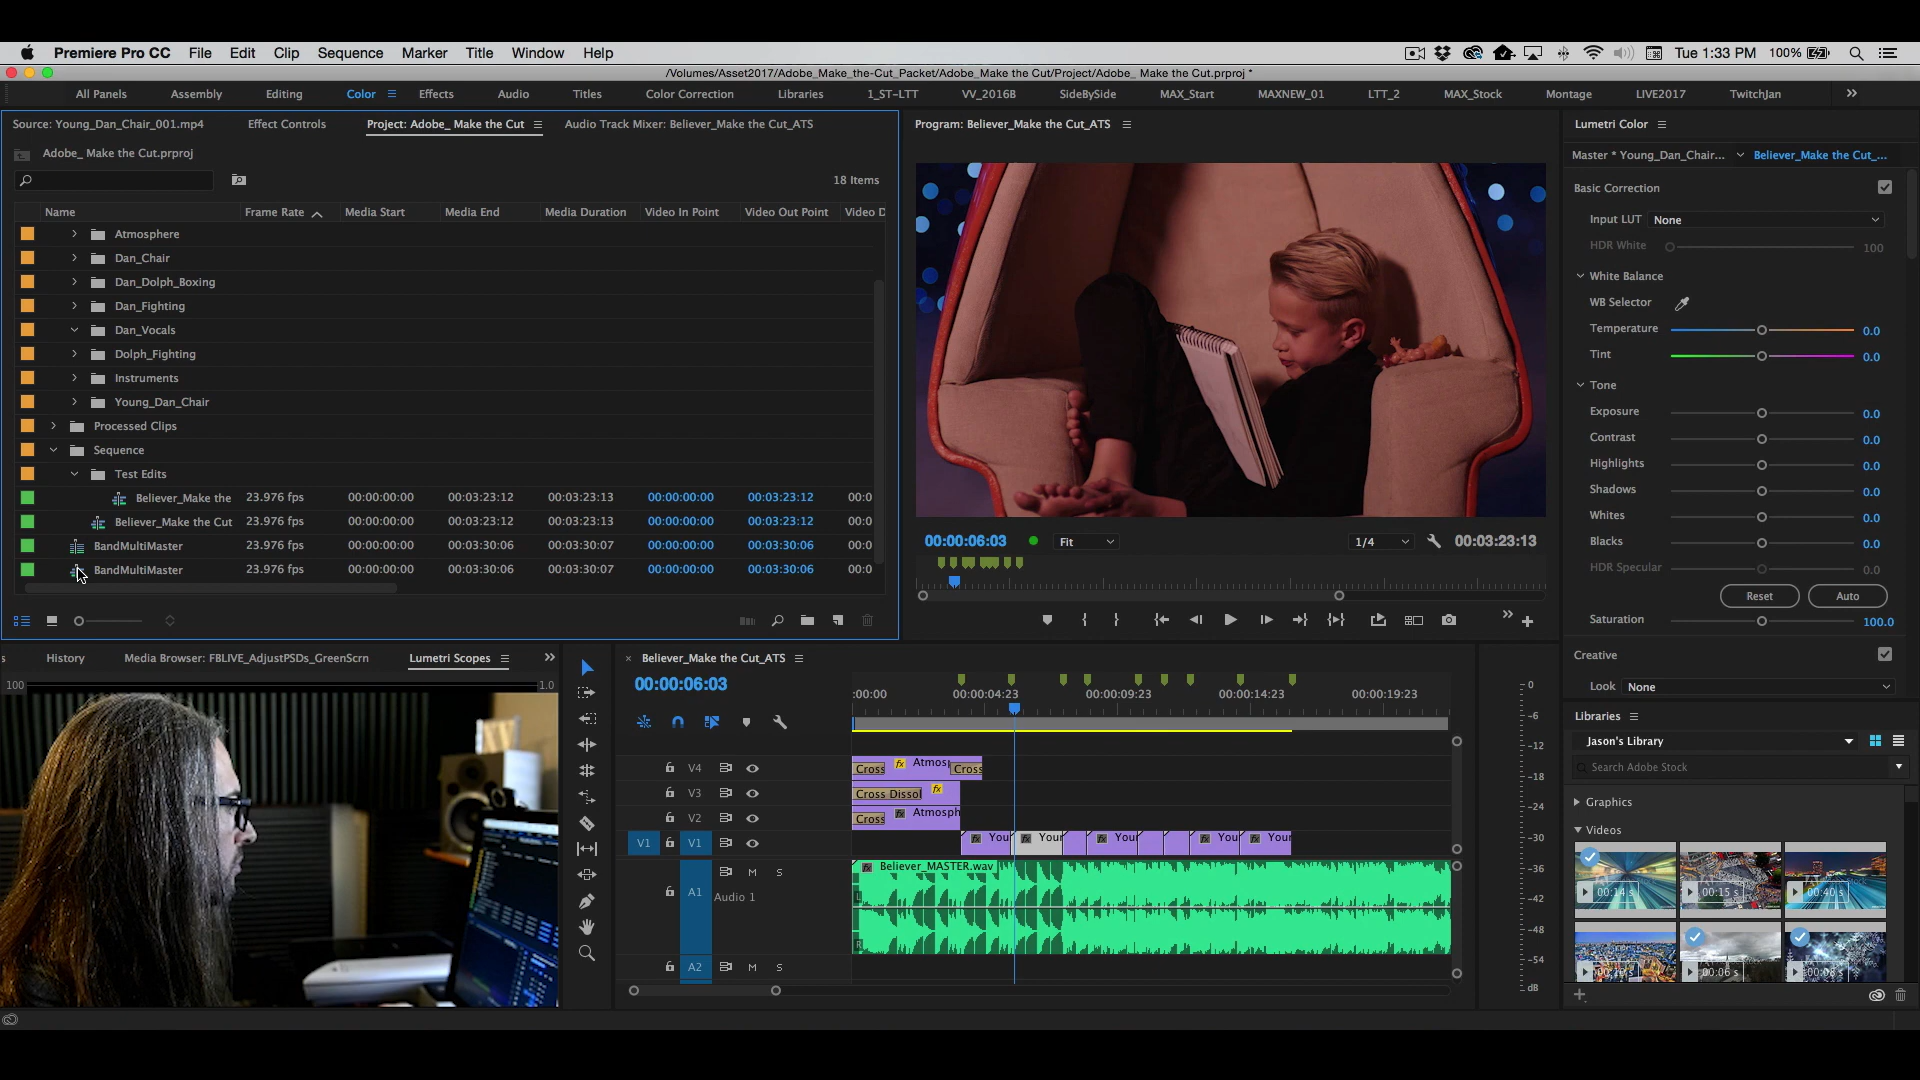 Premiere Pro CC File Edit Clip Sequence Marker Title Window Help Tue 1:33 PM 100%
/Volumes/Asset2017/Adobe_Make_the-Cut_Packet/Adobe_Make the Cut/Project/Adobe_ Make the Cut.prproj *
All Panels Assembly Editing Color Effects Audio Titles Color Correction Libraries 1_ST-LTT VV_2016B SideBySide MAX_Start MAXNEW_01 LTT_2 MAX_Stock Montage LIVE2017 TwitchJan
Source: Young_Dan_Chair_001.mp4 Effect Controls Project: Adobe_ Make the Cut Audio Track Mixer: Believer_Make the Cut_ATS
Adobe_ Make the Cut.prproj
18 Items
Name Frame Rate Media Start Media End Media Duration Video In Point Video Out Point Video D
Atmosphere
Dan_Chair
Dan_Dolph_Boxing
Dan_Fighting
Dan_Vocals
Dolph_Fighting
Instruments
Young_Dan_Chair
Processed Clips
Sequence
Test Edits
Believer_Make the 23.976 fps 00:00:00:00 00:03:23:12 00:03:23:13 00:00:00:00 00:03:23:12 00:0
Believer_Make the Cut 23.976 fps 00:00:00:00 00:03:23:12 00:03:23:13 00:00:00:00 00:03:23:12 00:0
BandMultiMaster 23.976 fps 00:00:00:00 00:03:30:06 00:03:30:07 00:00:00:00 00:03:30:06 00:0
BandMultiMaster 23.976 fps 00:00:00:00 00:03:30:06 00:03:30:07 00:00:00:00 00:03:30:06 00:0
Program: Believer_Make the Cut_ATS
00:00:06:03 Fit 1/4 00:03:23:13
Lumetri Color
Master * Young_Dan_Chair... Believer_Make the Cut_...
Basic Correction
Input LUT None
HDR White 100
White Balance
WB Selector
Temperature 0.0
Tint 0.0
Tone
Exposure 0.0
Contrast 0.0
Highlights 0.0
Shadows 0.0
Whites 0.0
Blacks 0.0
HDR Specular 0.0
Reset Auto
Saturation 100.0
Creative
Look None
s History Media Browser: FBLIVE_AdjustPSDs_GreenScrn Lumetri Scopes
100 1.0
Believer_Make the Cut_ATS
00:00:06:03
:00:00 00:00:04:23 00:00:09:23 00:00:14:23 00:00:19:23
V4 Cross fx Atmosp Cross
V3 Cross Dissol fx
V2 Cross fx Atmosph
V1 V1 fx You fx Your fx Your fx You fx Your
fx Believer_MASTER.wav
M S
A1 Audio 1
L
R
A2 M S
0
-6
-12
-18
-24
-30
-36
-42
-48
-54
dB
Libraries
Jason's Library
Search Adobe Stock
Graphics
Videos
00:14 s 00:15 s 00:40 s
00:06 s 00:08 s